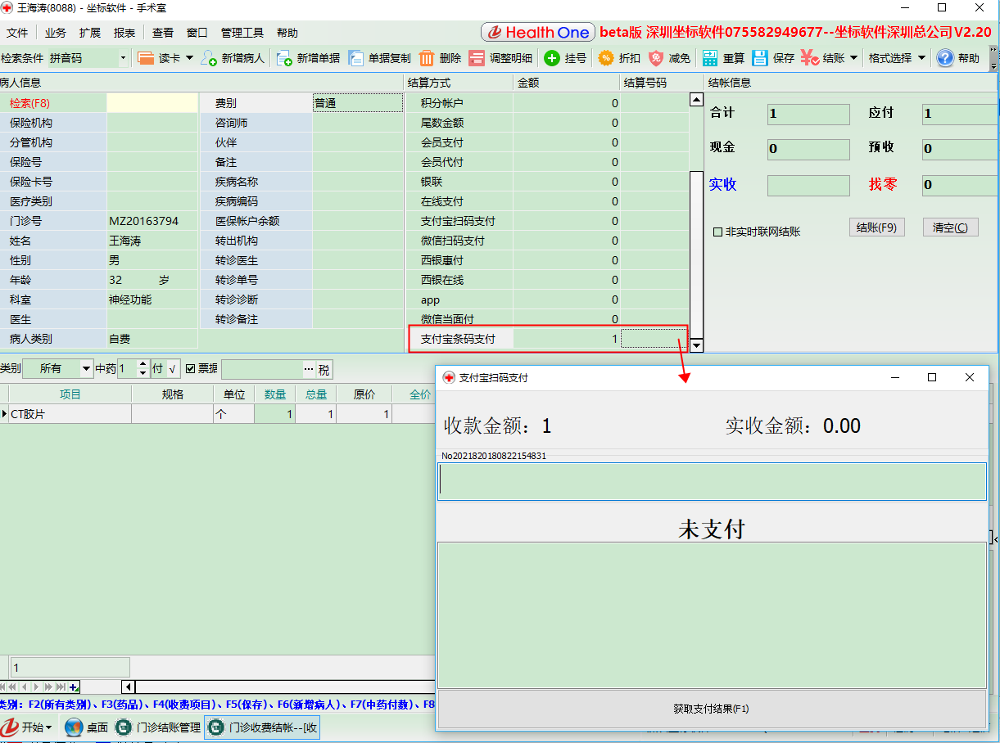 王海涛(8088) - 坐标软件 - 手术室
文件 业务 扩展 报表 查看 窗口 管理工具 帮助 Health One beta版 深圳坐标软件075582949677--坐标软件深圳总公司 V2.20
检索条件 拼音码 读卡 新增病人 新增单据 单据复制 删除 调整明细 挂号 折扣 减免 重算 保存 结账 格式选择 帮助
病人信息 结算方式 金额 结算号码 结帐信息
检索(F8) 费别 普通 积分帐户 0
保险机构 咨询师 尾数金额 0 合计 1 应付 1
分管机构 伙伴 会员支付 0 现金 0 预收 0
保险号 备注 会员代付 0
保险卡号 疾病名称 银联 0 实收 找零 0
医疗类别 疾病编码 在线支付 0
门诊号 MZ20163794 医保帐户余额 支付宝扫码支付 0
非实时联网结账 结账(F9) 清空(C)
姓名 王海涛 转出机构 微信扫码支付 0
性别 男 转诊医生 西银惠付 0
年龄 32 岁 转诊单号 西银在线 0
科室 神经功能 转诊诊断 app 0
医生 转诊备注 微信当面付 0
病人类别 自费 支付宝条码支付 1
类别 所有 中药 1 付 √ 票据 ... 税
项目 规格 单位 数量 总量 原价 全价
CT胶片 个 1 1 1
支付宝扫码支付
收款金额：1 实收金额：0.00
No2021820180822154831
未支付
获取支付结果(F1)
1
类别：F2(所有类别)、F3(药品)、F4(收费项目)、F5(保存)、F6(新增病人)、F7(中药付数)、F8
开始 桌面 门诊结账管理 门诊收费结帐--[收